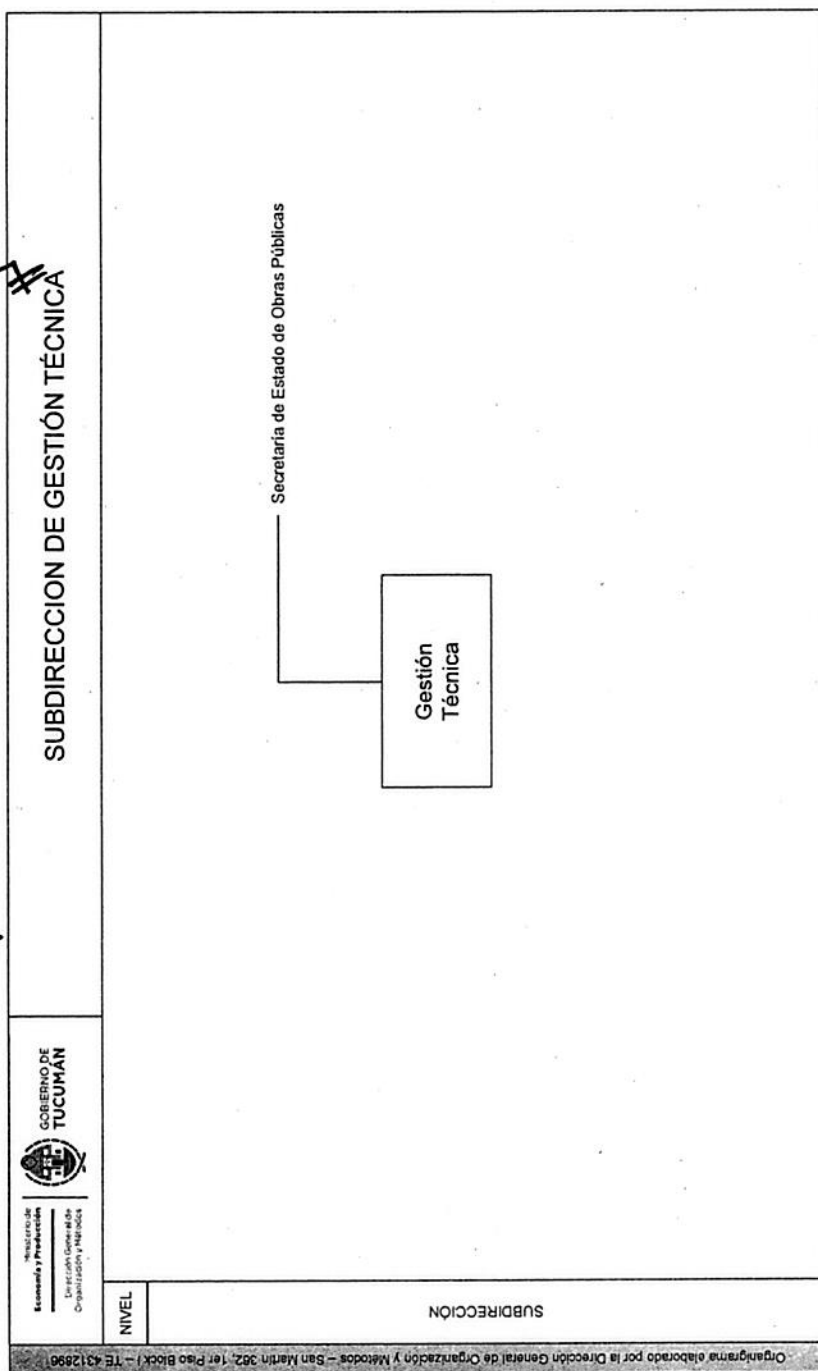 Ministerio de
Economía y Producción
Dirección General de
Organización y Métodos
GOBIERNO DE
TUCUMÁN
SUBDIRECCION DE GESTIÓN TÉCNICA
NIVEL
SUBDIRECCIÓN
Secretaría de Estado de Obras Públicas
Gestión
Técnica
Organigrama elaborado por la Dirección General de Organización y Métodos – San Martín 362, 1er Piso Block I – TE 4312896